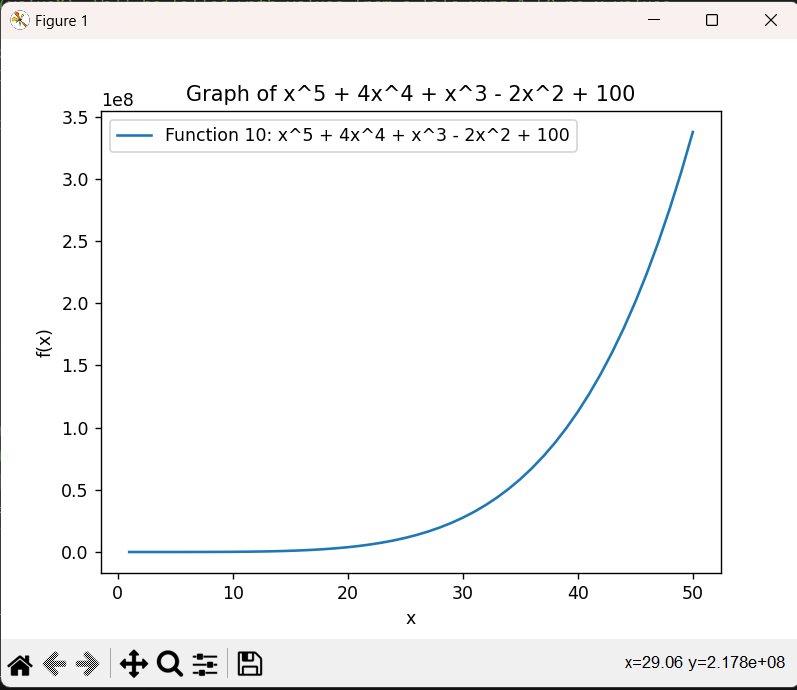 Figure 1
Graph of x^5 + 4x^4 + x^3 - 2x^2 + 100
1e8
Function 10: x^5 + 4x^4 + x^3 - 2x^2 + 100
3.5
3.0
2.5
2.0
1.5
1.0
0.5
0.0
f(x)
0 10 20 30 40 50
x
x=29.06 y=2.178e+08